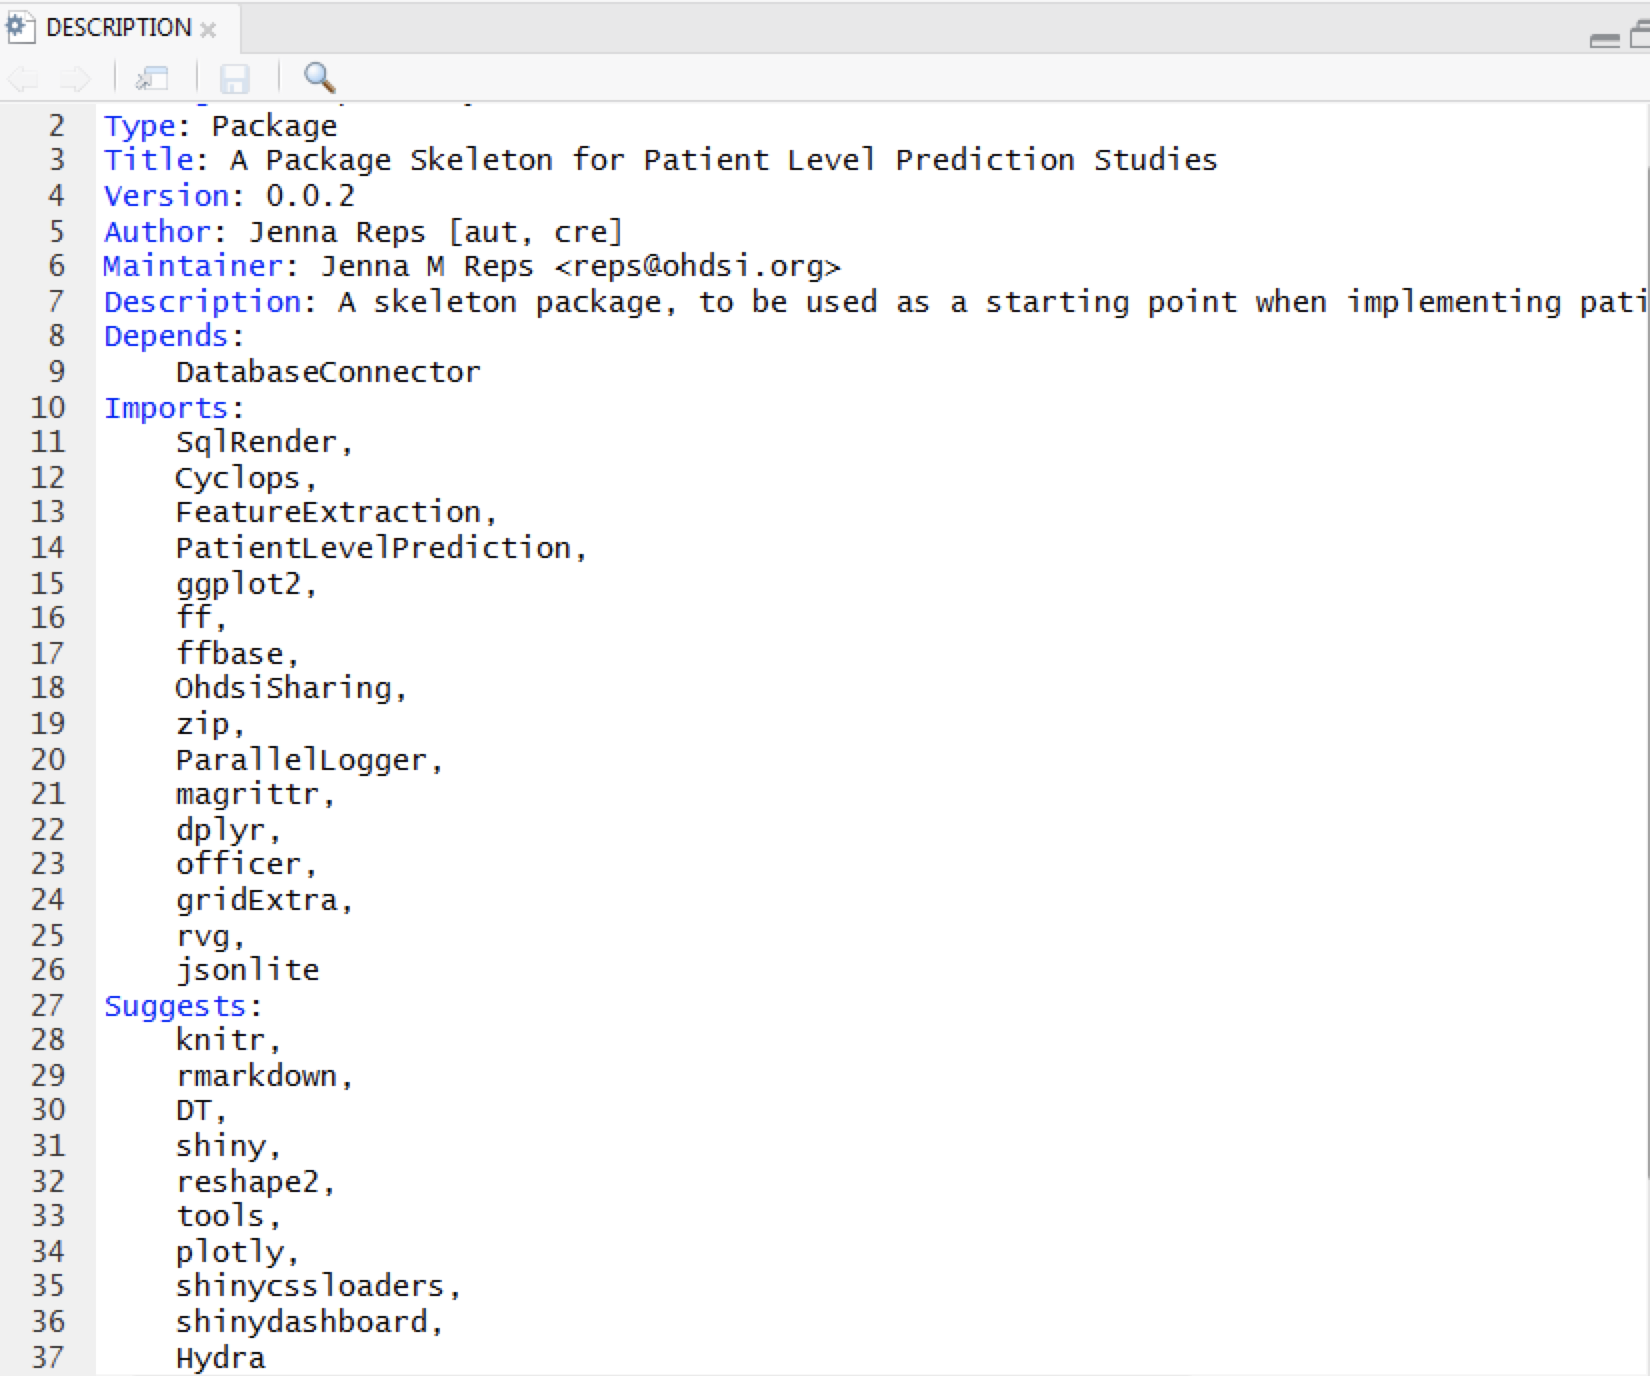 DESCRIPTION
2 Type: Package
3 Title: A Package Skeleton for Patient Level Prediction Studies
4 Version: 0.0.2
5 Author: Jenna Reps [aut, cre]
6 Maintainer: Jenna M Reps <reps@ohdsi.org>
7 Description: A skeleton package, to be used as a starting point when implementing pati
8 Depends:
9 DatabaseConnector
10 Imports:
11 SqlRender,
12 Cyclops,
13 FeatureExtraction,
14 PatientLevelPrediction,
15 ggplot2,
16 ff,
17 ffbase,
18 OhdsiSharing,
19 zip,
20 ParallelLogger,
21 magrittr,
22 dplyr,
23 officer,
24 gridExtra,
25 rvg,
26 jsonlite
27 Suggests:
28 knitr,
29 rmarkdown,
30 DT,
31 shiny,
32 reshape2,
33 tools,
34 plotly,
35 shinycssloaders,
36 shinydashboard,
37 Hydra